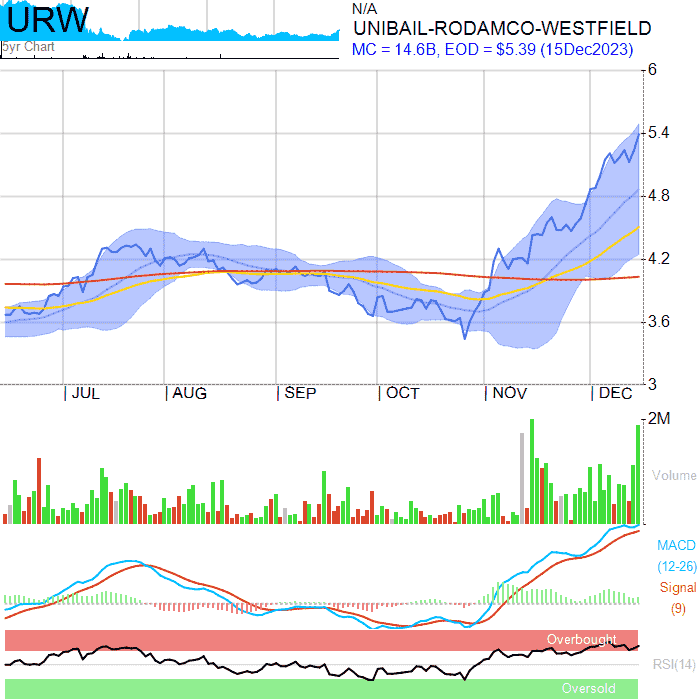 URW
5yr Chart
N/A
UNIBAIL-RODAMCO-WESTFIELD
MC = 14.6B, EOD = $5.39 (15Dec2023)
6
5.4
4.8
4.2
3.6
3
JUL
AUG
SEP
OCT
NOV
DEC
2M
Volume
MACD
(12-26)
Signal
(9)
Overbought
RSI(14)
Oversold